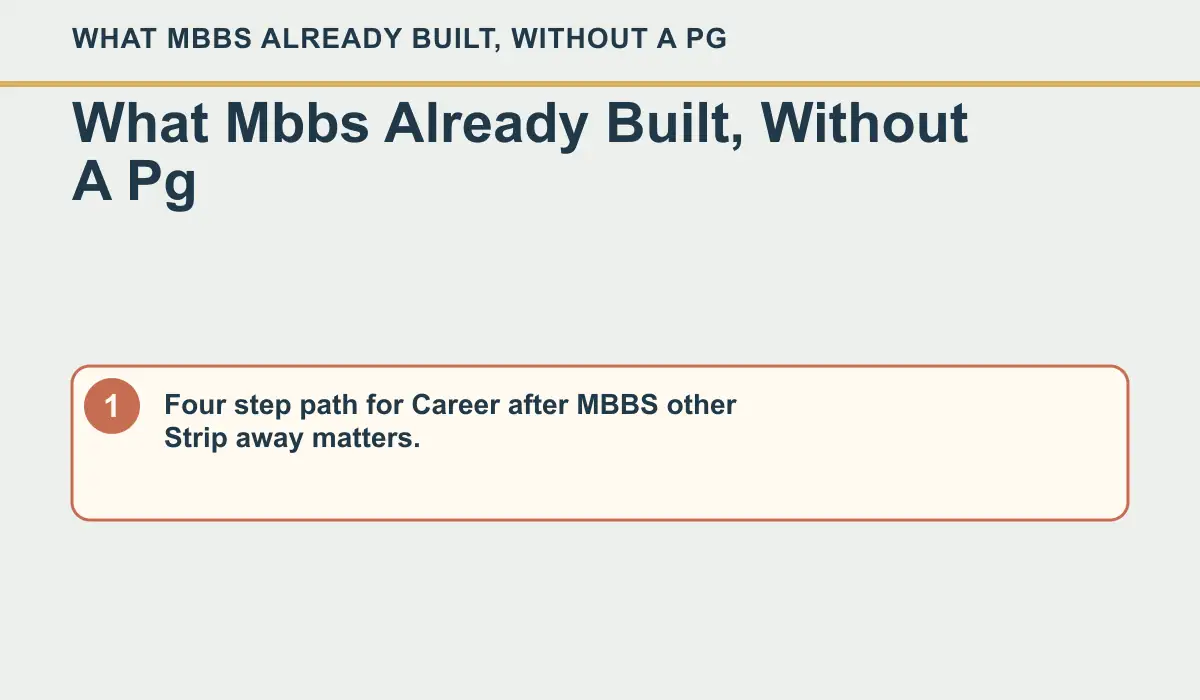 WHAT MBBS ALREADY BUILT, WITHOUT A PG
What Mbbs Already Built, Without
A Pg
1
Four step path for Career after MBBS other
Strip away matters.